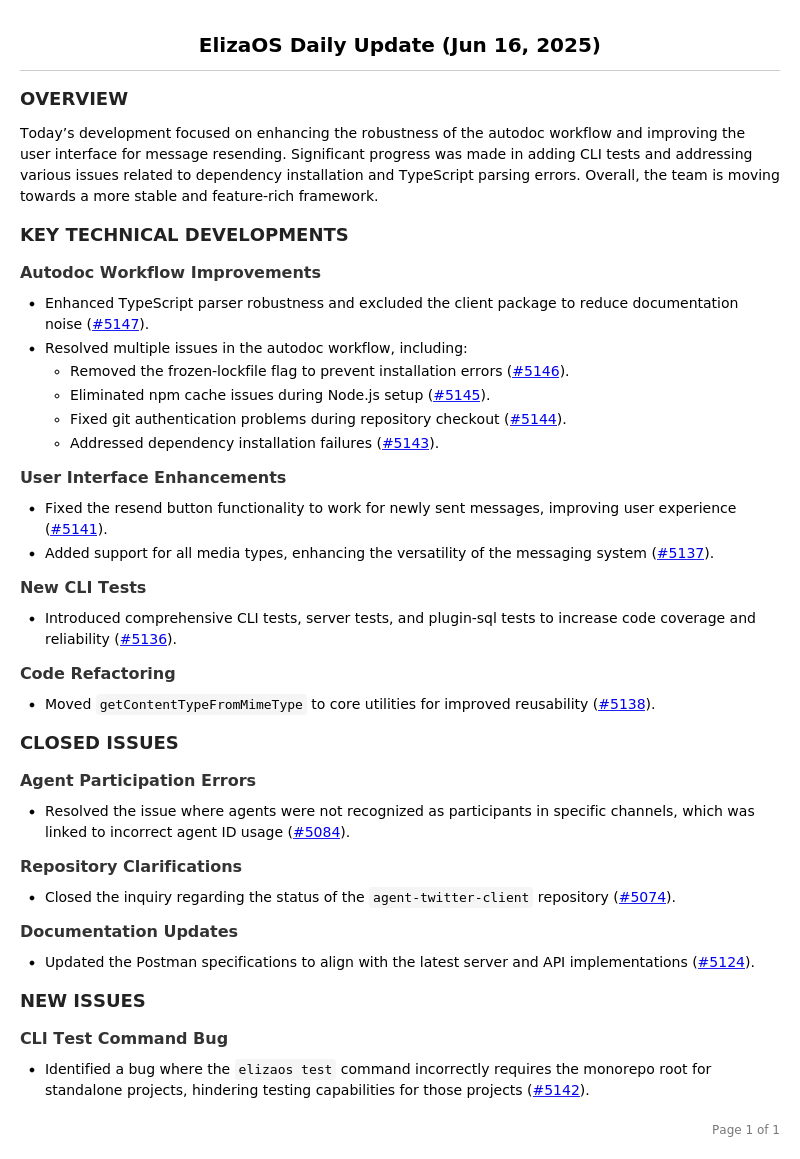 ElizaOS Daily Update (Jun 16, 2025)
OVERVIEW
Today’s development focused on enhancing the robustness of the autodoc workflow and improving the
user interface for message resending. Significant progress was made in adding CLI tests and addressing
various issues related to dependency installation and TypeScript parsing errors. Overall, the team is moving
towards a more stable and feature-rich framework.
KEY TECHNICAL DEVELOPMENTS
Autodoc Workflow Improvements
• Enhanced TypeScript parser robustness and excluded the client package to reduce documentation
noise (#5147).
• Resolved multiple issues in the autodoc workflow, including:
◦ Removed the frozen-lockfile flag to prevent installation errors (#5146).
◦ Eliminated npm cache issues during Node.js setup (#5145).
◦ Fixed git authentication problems during repository checkout (#5144).
◦ Addressed dependency installation failures (#5143).
User Interface Enhancements
• Fixed the resend button functionality to work for newly sent messages, improving user experience
(#5141).
• Added support for all media types, enhancing the versatility of the messaging system (#5137).
New CLI Tests
• Introduced comprehensive CLI tests, server tests, and plugin-sql tests to increase code coverage and
reliability (#5136).
Code Refactoring
• Moved getContentTypeFromMimeType to core utilities for improved reusability (#5138).
CLOSED ISSUES
Agent Participation Errors
• Resolved the issue where agents were not recognized as participants in specific channels, which was
linked to incorrect agent ID usage (#5084).
Repository Clarifications
• Closed the inquiry regarding the status of the agent-twitter-client repository (#5074).
Documentation Updates
• Updated the Postman specifications to align with the latest server and API implementations (#5124).
NEW ISSUES
CLI Test Command Bug
• Identified a bug where the elizaos test command incorrectly requires the monorepo root for
standalone projects, hindering testing capabilities for those projects (#5142).
Page 1 of 1